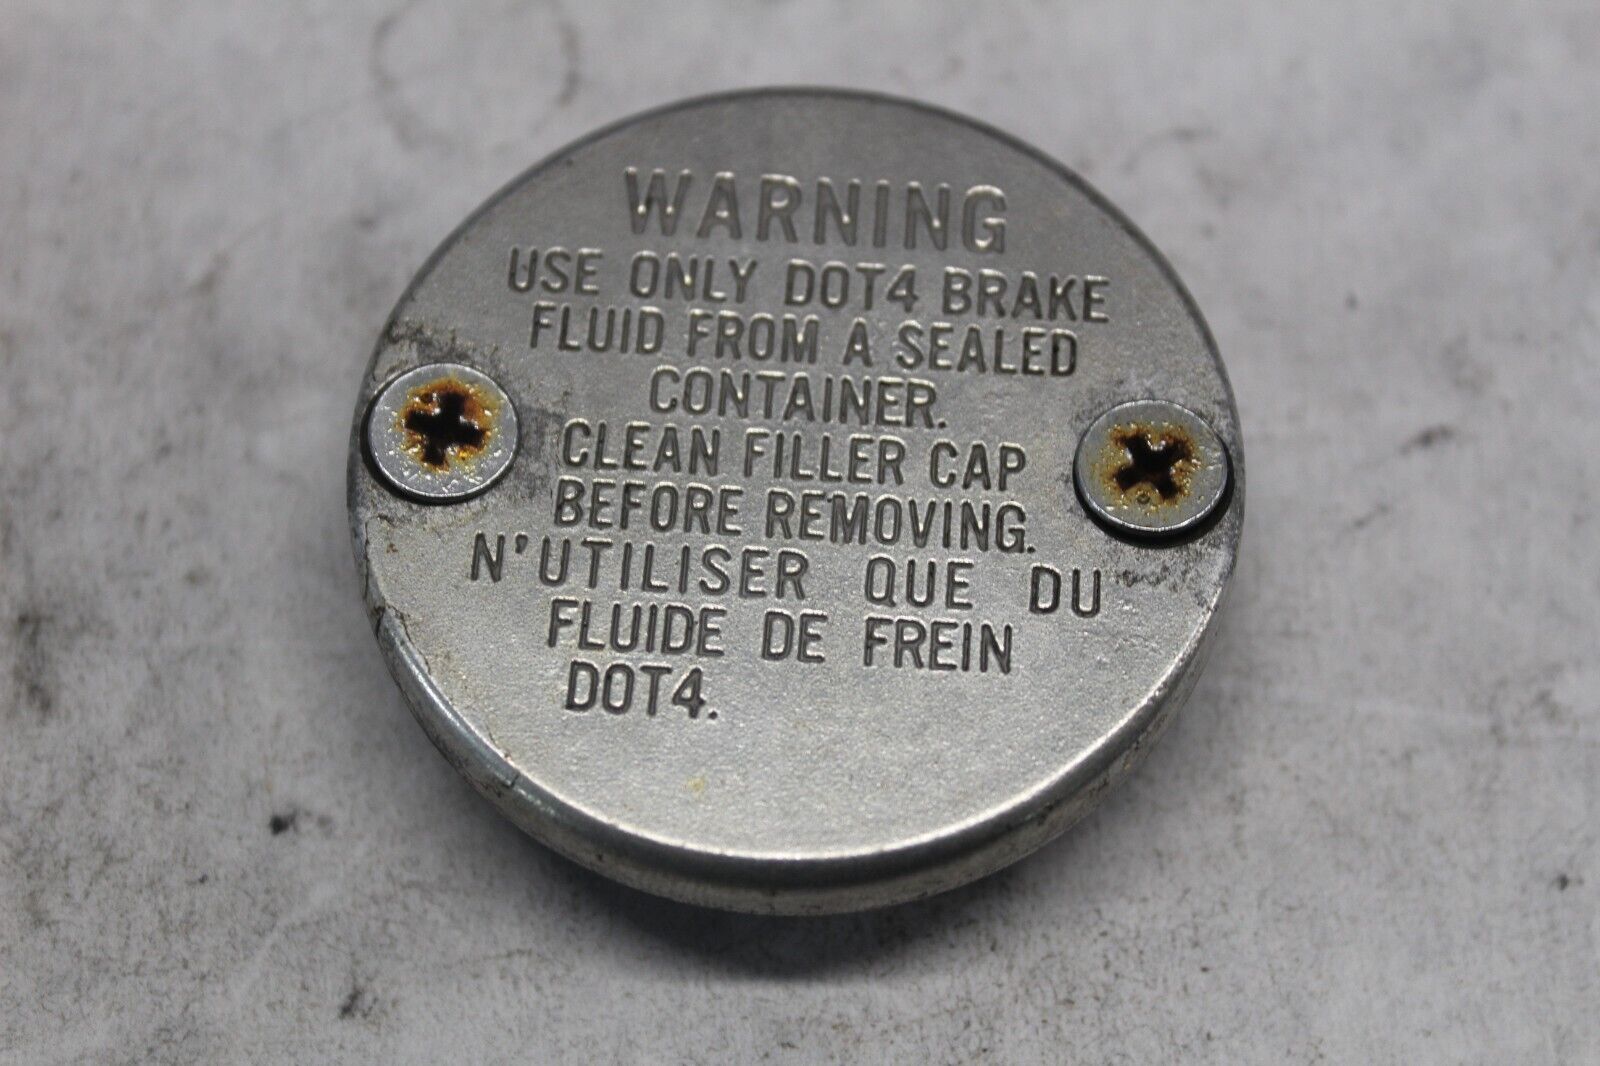 WARNING
USE ONLY DOT4 BRAKE
FLUID FROM A SEALED
CONTAINER.
CLEAN FILLER CAP
BEFORE REMOVING.
N'UTILISER QUE DU
FLUIDE DE FREIN
DOT4.